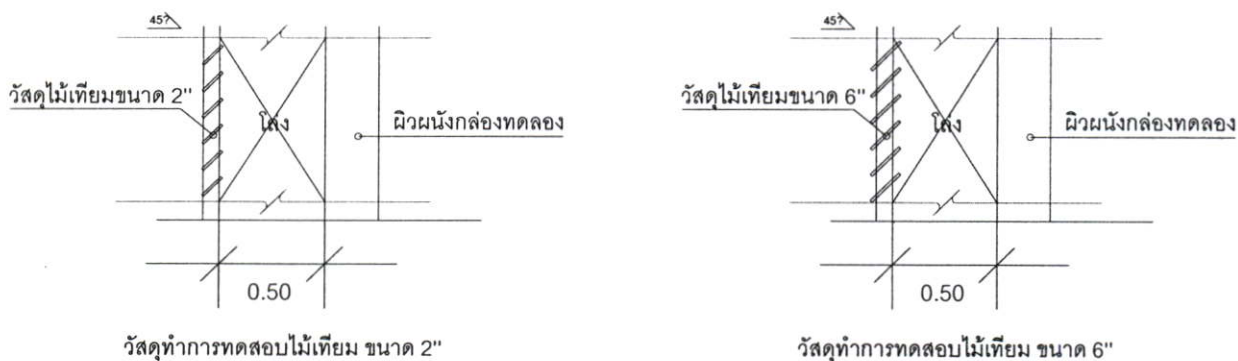 45?
วัสดุไม้เทียมขนาด 2"
โล่ง
ผิวผนังกล่องทดลอง
0.50
วัสดุทำการทดสอบไม้เทียม ขนาด 2"
45?
วัสดุไม้เทียมขนาด 6"
โล่ง
ผิวผนังกล่องทดลอง
0.50
วัสดุทำการทดสอบไม้เทียม ขนาด 6"